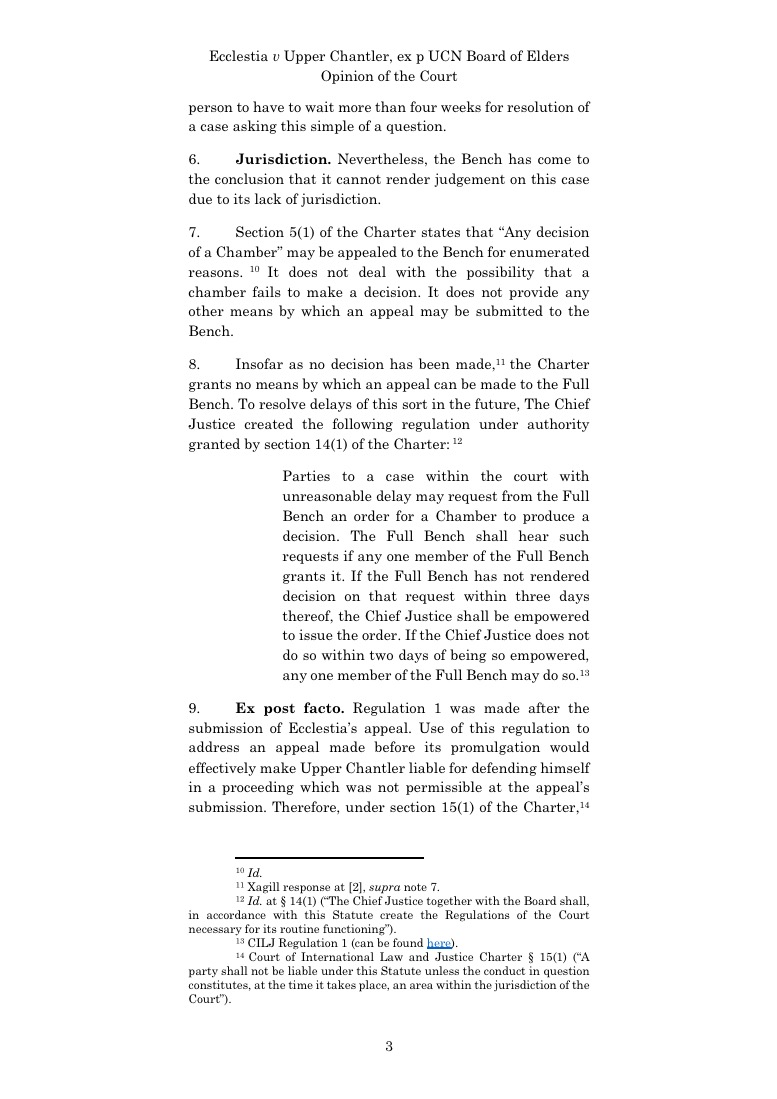 Ecclestia v Upper Chantler, ex p UCN Board of Elders
Opinion of the Court
person to have to wait more than four weeks for resolution of
a case asking this simple of a question.
6. Jurisdiction. Nevertheless, the Bench has come to
the conclusion that it cannot render judgement on this case
due to its lack of jurisdiction.
7. Section 5(1) of the Charter states that “Any decision
of a Chamber” may be appealed to the Bench for enumerated
reasons. 10 It does not deal with the possibility that a
chamber fails to make a decision. It does not provide any
other means by which an appeal may be submitted to the
Bench.
8. Insofar as no decision has been made,11 the Charter
grants no means by which an appeal can be made to the Full
Bench. To resolve delays of this sort in the future, The Chief
Justice created the following regulation under authority
granted by section 14(1) of the Charter: 12
Parties to a case within the court with
unreasonable delay may request from the Full
Bench an order for a Chamber to produce a
decision. The Full Bench shall hear such
requests if any one member of the Full Bench
grants it. If the Full Bench has not rendered
decision on that request within three days
thereof, the Chief Justice shall be empowered
to issue the order. If the Chief Justice does not
do so within two days of being so empowered,
any one member of the Full Bench may do so.13
9. Ex post facto. Regulation 1 was made after the
submission of Ecclestia’s appeal. Use of this regulation to
address an appeal made before its promulgation would
effectively make Upper Chantler liable for defending himself
in a proceeding which was not permissible at the appeal’s
submission. Therefore, under section 15(1) of the Charter,14
10 Id.
11 Xagill response at [2], supra note 7.
12 Id. at § 14(1) (“The Chief Justice together with the Board shall,
in accordance with this Statute create the Regulations of the Court
necessary for its routine functioning”).
13 CILJ Regulation 1 (can be found here).
14 Court of International Law and Justice Charter § 15(1) (“A
party shall not be liable under this Statute unless the conduct in question
constitutes, at the time it takes place, an area within the jurisdiction of the
Court”).
3